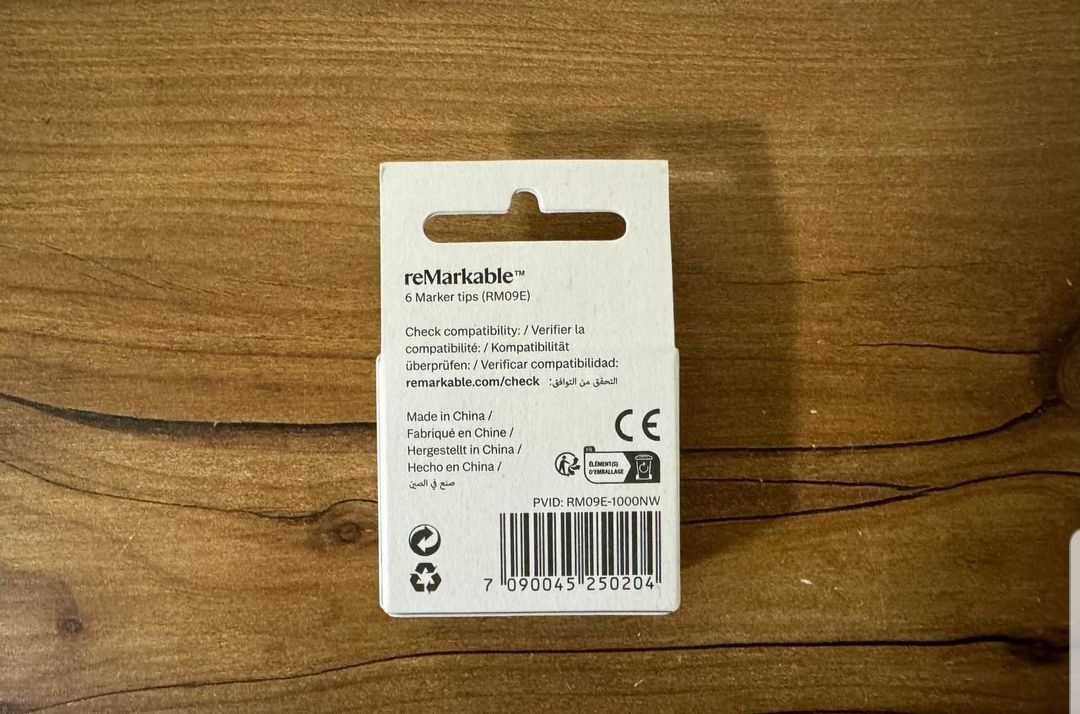 reMarkable™
6 Marker tips (RM09E)
Check compatibility: / Verifier la
compatibilité: / Kompatibilität
überprüfen: / Verificar compatibilidad:
remarkable.com/check التحقق من التوافق:
Made in China /
Fabriqué en Chine /
Hergestellt in China /
Hecho en China /
صنع في الصين
CE
FR
ÉLÉMENT(S)
D'EMBALLAGE
PVID: RM09E-1000NW
7 090045 250204